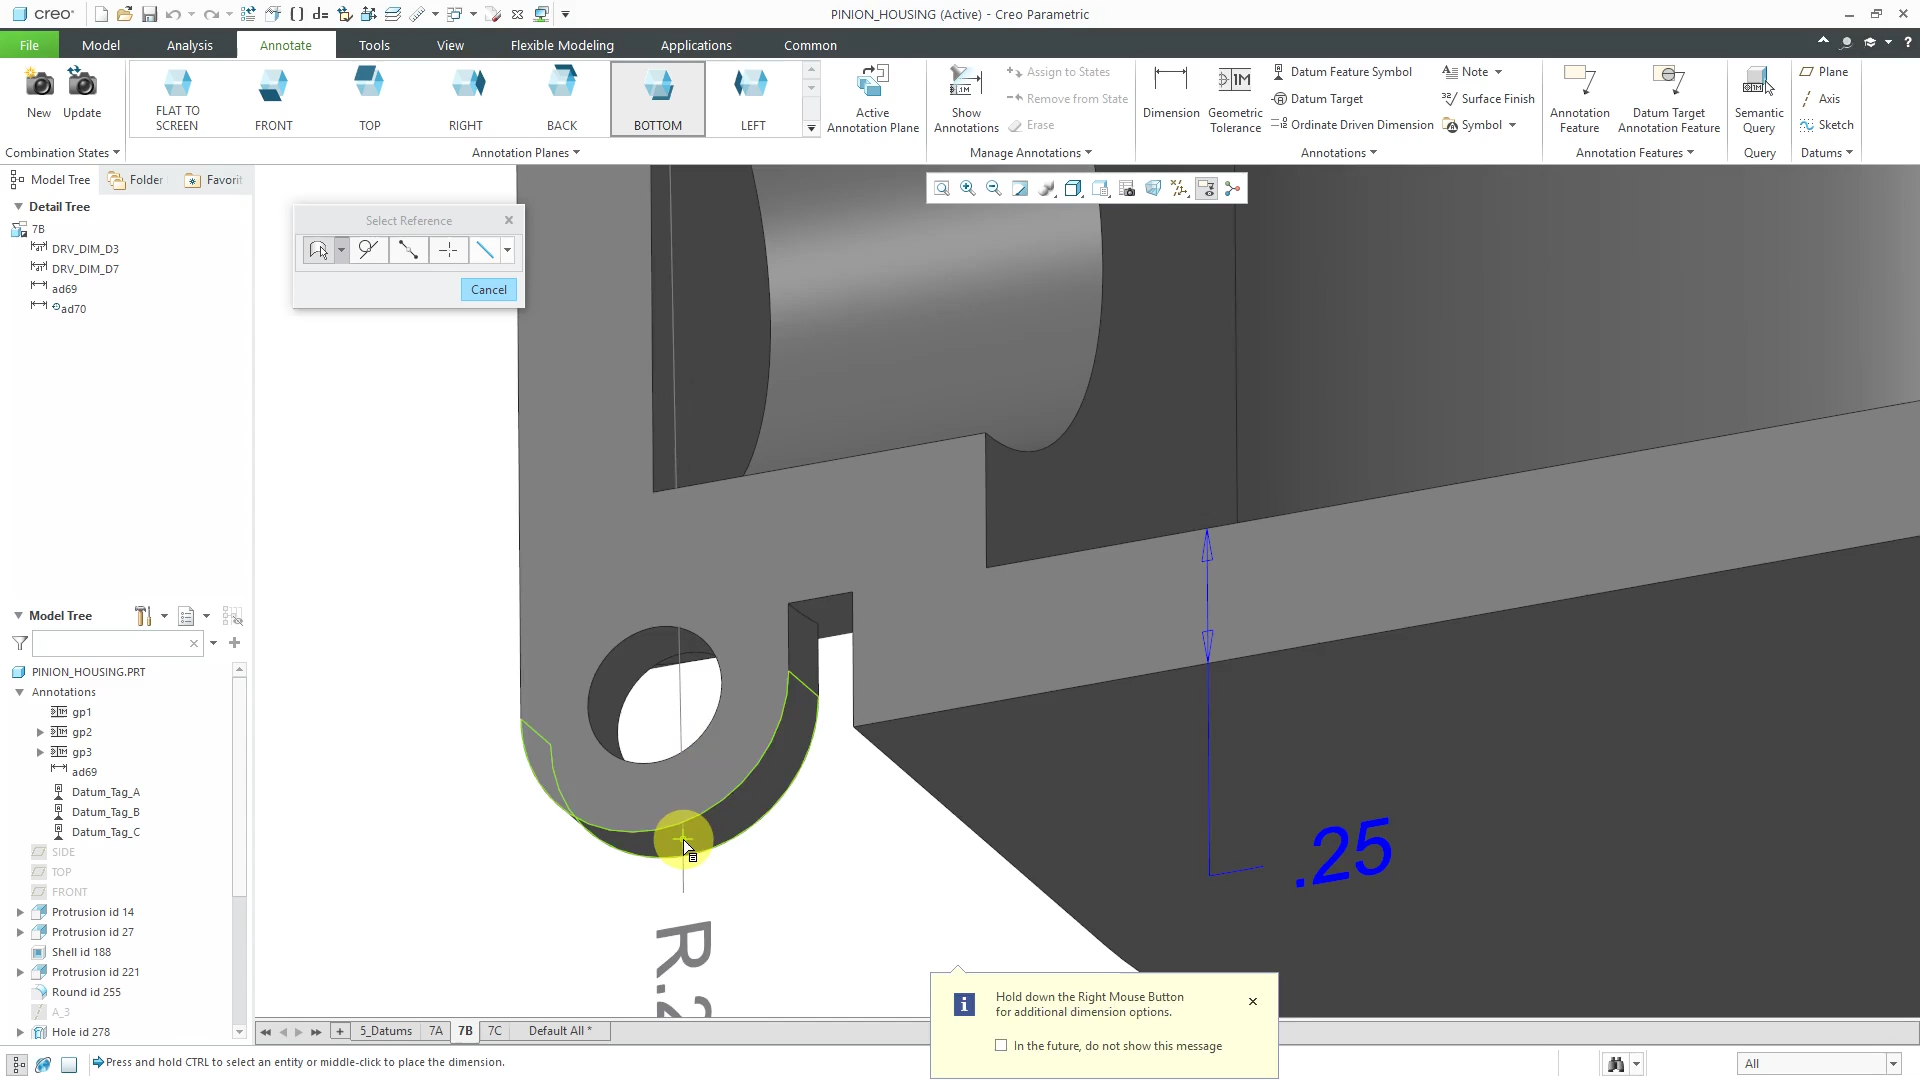 creo
PINION_HOUSING (Active) - Creo Parametric
File
Model
Analysis
Annotate
Tools
View
Flexible Modeling
Applications
Common
New
Update
FLAT TO
SCREEN
FRONT
TOP
RIGHT
BACK
BOTTOM
LEFT
Active
Annotation Plane
Show
Annotations
Assign to States
Remove from State
Erase
Dimension
Geometric
Tolerance
Datum Feature Symbol
Datum Target
Ordinate Driven Dimension
Note
Surface Finish
Symbol
Annotation
Feature
Datum Target
Annotation Feature
Semantic
Query
Plane
Axis
Sketch
Combination States
Annotation Planes
Manage Annotations
Annotations
Annotation Features
Query
Datums
Model Tree
Folder
Favorit
Detail Tree
7B
DRV_DIM_D3
DRV_DIM_D7
ad69
ad70
Select Reference
Cancel
Model Tree
PINION_HOUSING.PRT
Annotations
gp1
gp2
gp3
ad69
Datum_Tag_A
Datum_Tag_B
Datum_Tag_C
SIDE
TOP
FRONT
Protrusion id 14
Protrusion id 27
Shell id 188
Protrusion id 221
Round id 255
A_3
Hole id 278
.25
R.2
Hold down the Right Mouse Button
for additional dimension options.
In the future, do not show this message
5_Datums
7A
7B
7C
Default All *
Press and hold CTRL to select an entity or middle-click to place the dimension.
All